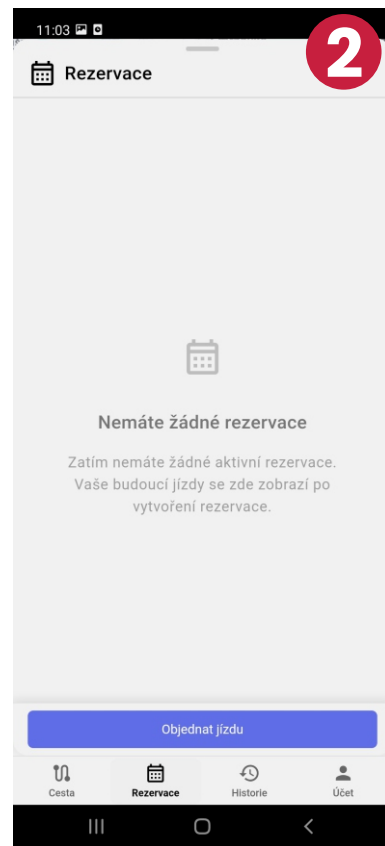 11:03
2
Rezervace
Nemáte žádné rezervace
Zatím nemáte žádné aktivní rezervace.
Vaše budoucí jízdy se zde zobrazí po
vytvoření rezervace.
Objednat jízdu
Cesta
Rezervace
Historie
Účet